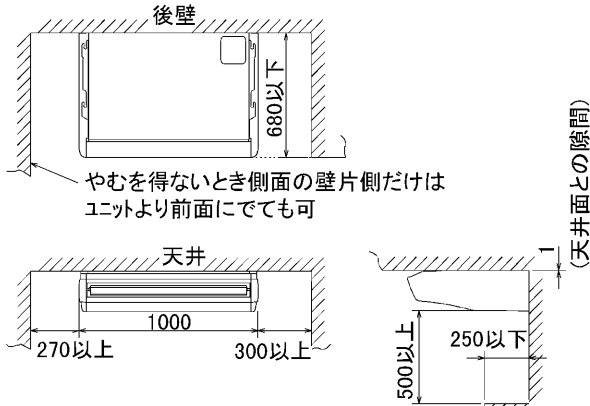 後壁
680以下
やむを得ないとき側面の壁片側だけは
ユニットより前面にでても可
天井
1000
270以上
300以上
1
(天井面との隙間)
500以上
250以下